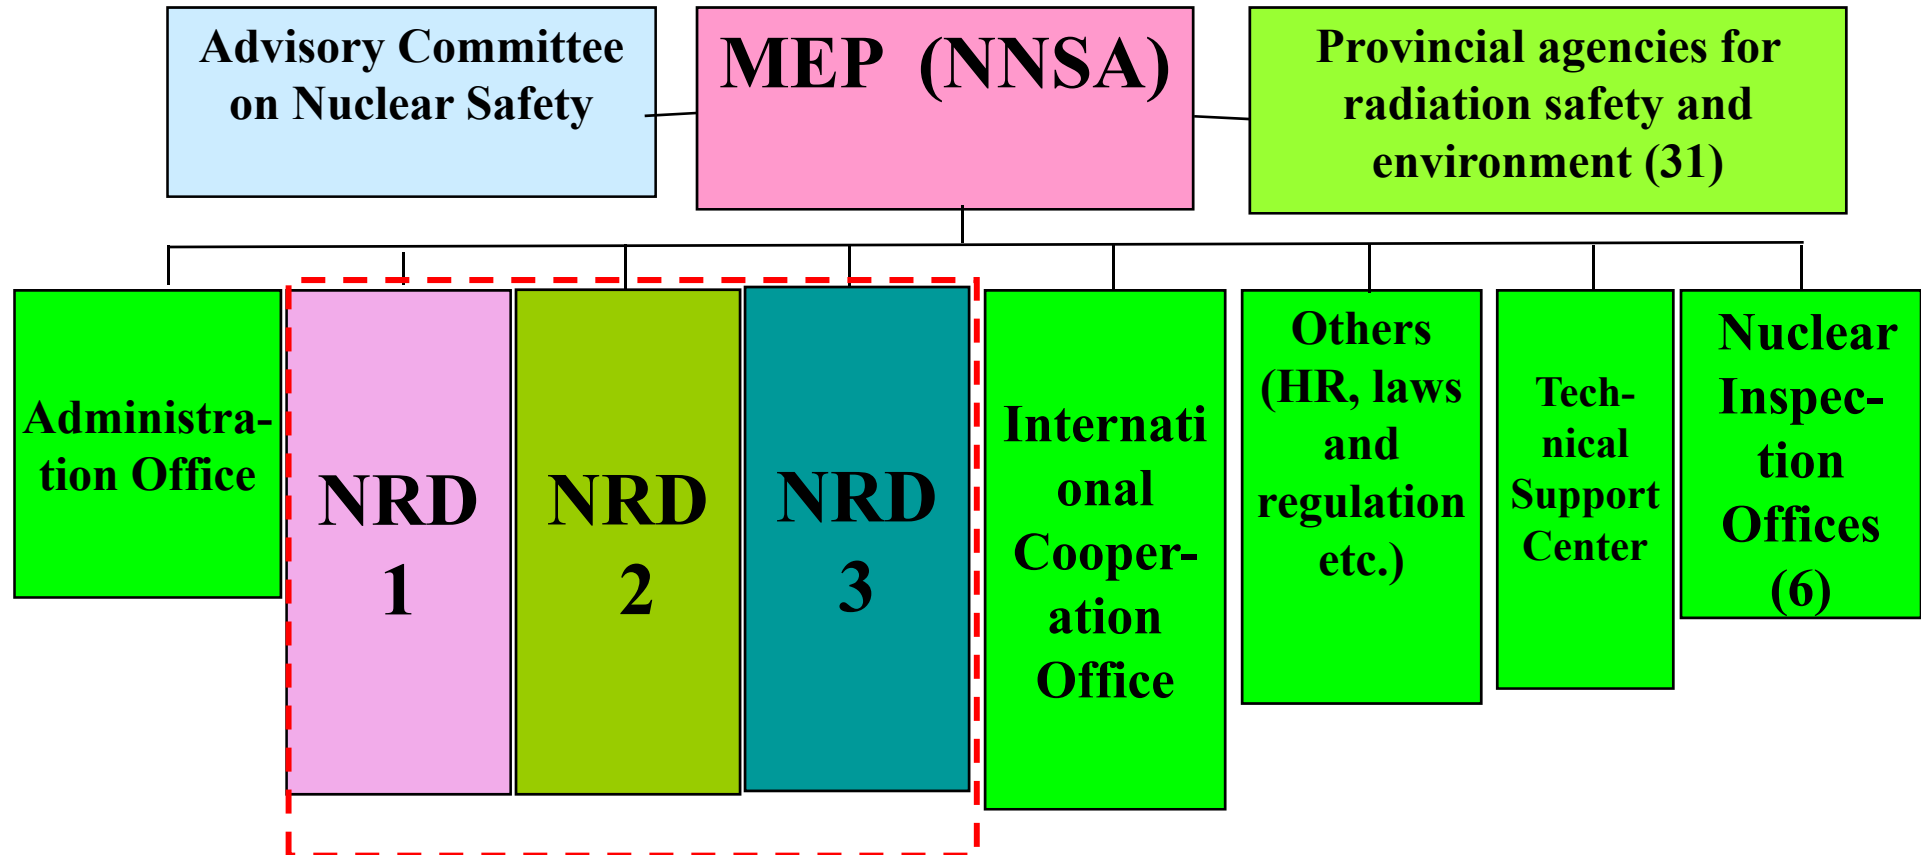 Advisory Committee
on Nuclear Safety
MEP (NNSA)
Provincial agencies for
radiation safety and
environment (31)
Administra-
tion Office
NRD
1
NRD
2
NRD
3
Internati
onal
Cooper-
ation
Office
Others
(HR, laws
and
regulation
etc.)
Tech-
nical
Support
Center
Nuclear
Inspec-
tion
Offices
(6)